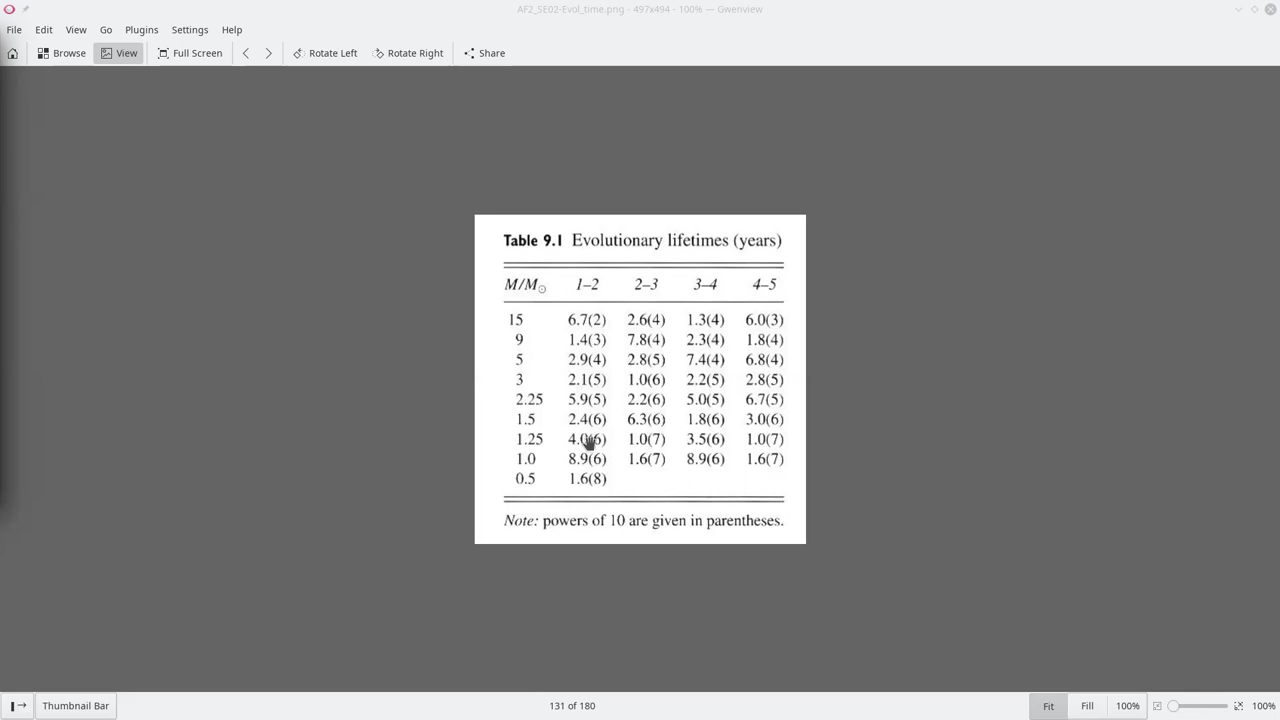 AF2_SE02-Evol_time.png - 497x494 - 100% — Gwenview
File Edit View Go Plugins Settings Help
Browse View Full Screen Rotate Left Rotate Right Share
Table 9.1 Evolutionary lifetimes (years)
M/M☉ 1–2 2–3 3–4 4–5
15 6.7(2) 2.6(4) 1.3(4) 6.0(3)
9 1.4(3) 7.8(4) 2.3(4) 1.8(4)
5 2.9(4) 2.8(5) 7.4(4) 6.8(4)
3 2.1(5) 1.0(6) 2.2(5) 2.8(5)
2.25 5.9(5) 2.2(6) 5.0(5) 6.7(5)
1.5 2.4(6) 6.3(6) 1.8(6) 3.0(6)
1.25 4.0(6) 1.0(7) 3.5(6) 1.0(7)
1.0 8.9(6) 1.6(7) 8.9(6) 1.6(7)
0.5 1.6(8)
Note: powers of 10 are given in parentheses.
Thumbnail Bar 131 of 180 Fit Fill 100% 100%